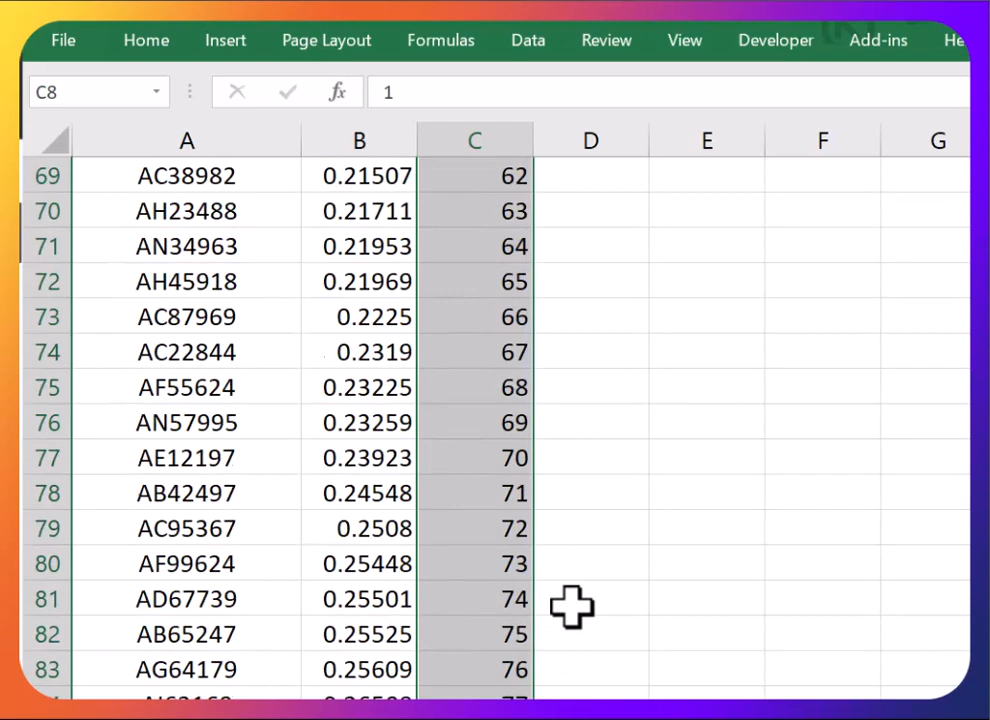 File Home Insert Page Layout Formulas Data Review View Developer Add-ins He
C8 fx 1
A B C D E F G
69 AC38982 0.21507 62
70 AH23488 0.21711 63
71 AN34963 0.21953 64
72 AH45918 0.21969 65
73 AC87969 0.2225 66
74 AC22844 0.2319 67
75 AF55624 0.23225 68
76 AN57995 0.23259 69
77 AE12197 0.23923 70
78 AB42497 0.24548 71
79 AC95367 0.2508 72
80 AF99624 0.25448 73
81 AD67739 0.25501 74
82 AB65247 0.25525 75
83 AG64179 0.25609 76